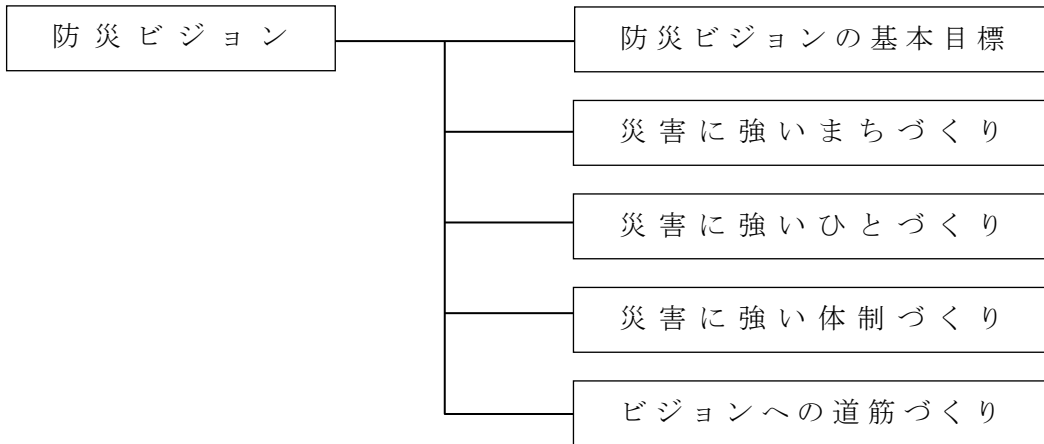 防災ビジョン
防災ビジョンの基本目標
災害に強いまちづくり
災害に強いひとづくり
災害に強い体制づくり
ビジョンへの道筋づくり